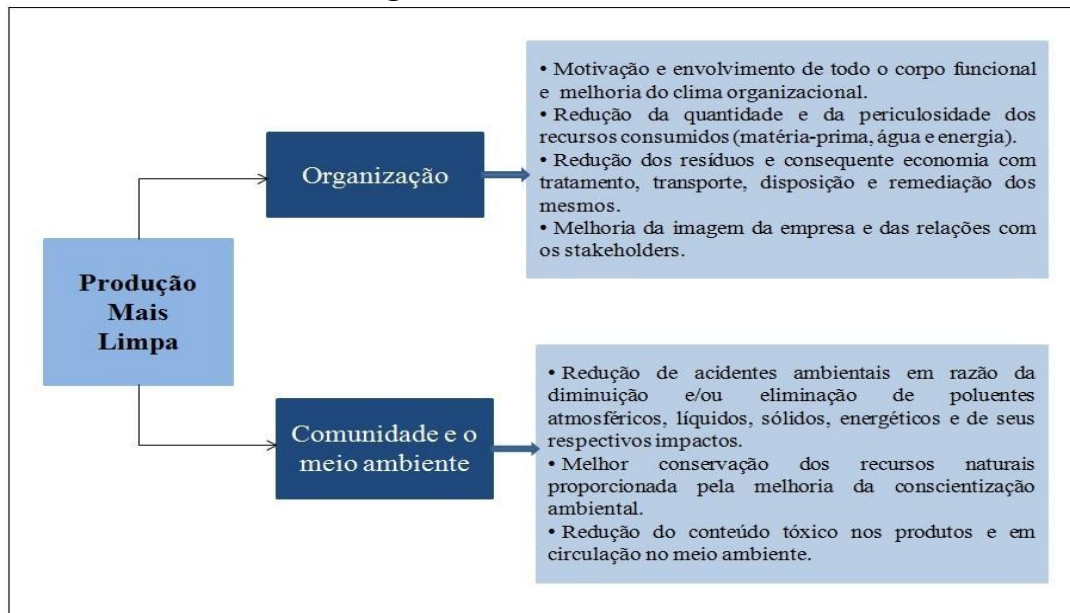 Produção
Mais
Limpa
Organização
• Motivação e envolvimento de todo o corpo funcional
e melhoria do clima organizacional.
• Redução da quantidade e da periculosidade dos
recursos consumidos (matéria-prima, água e energia).
• Redução dos resíduos e consequente economia com
tratamento, transporte, disposição e remediação dos
mesmos.
• Melhoria da imagem da empresa e das relações com
os stakeholders.
Comunidade e o
meio ambiente
• Redução de acidentes ambientais em razão da
diminuição e/ou eliminação de poluentes
atmosféricos, líquidos, sólidos, energéticos e de seus
respectivos impactos.
• Melhor conservação dos recursos naturais
proporcionada pela melhoria da conscientização
ambiental.
• Redução do conteúdo tóxico nos produtos e em
circulação no meio ambiente.